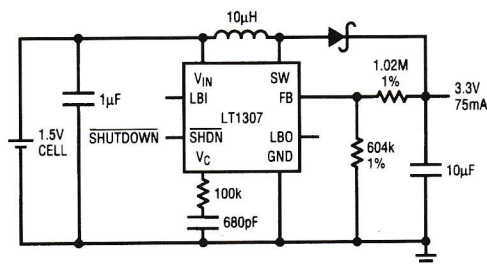 10µH
1.02M
1%
3.3V
75mA
1µF
VIN
SW
LBI
FB
LT1307
1.5V
CELL
SHUTDOWN
SHDN
LBO
VC
GND
604k
1%
10µF
100k
680pF